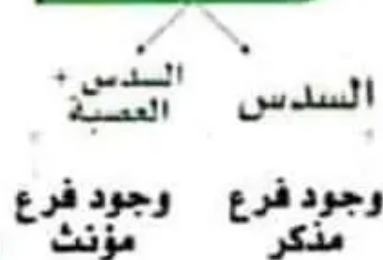 السدس
السدس +
العصبة
وجود فرع
مذكر
وجود فرع
مؤنث